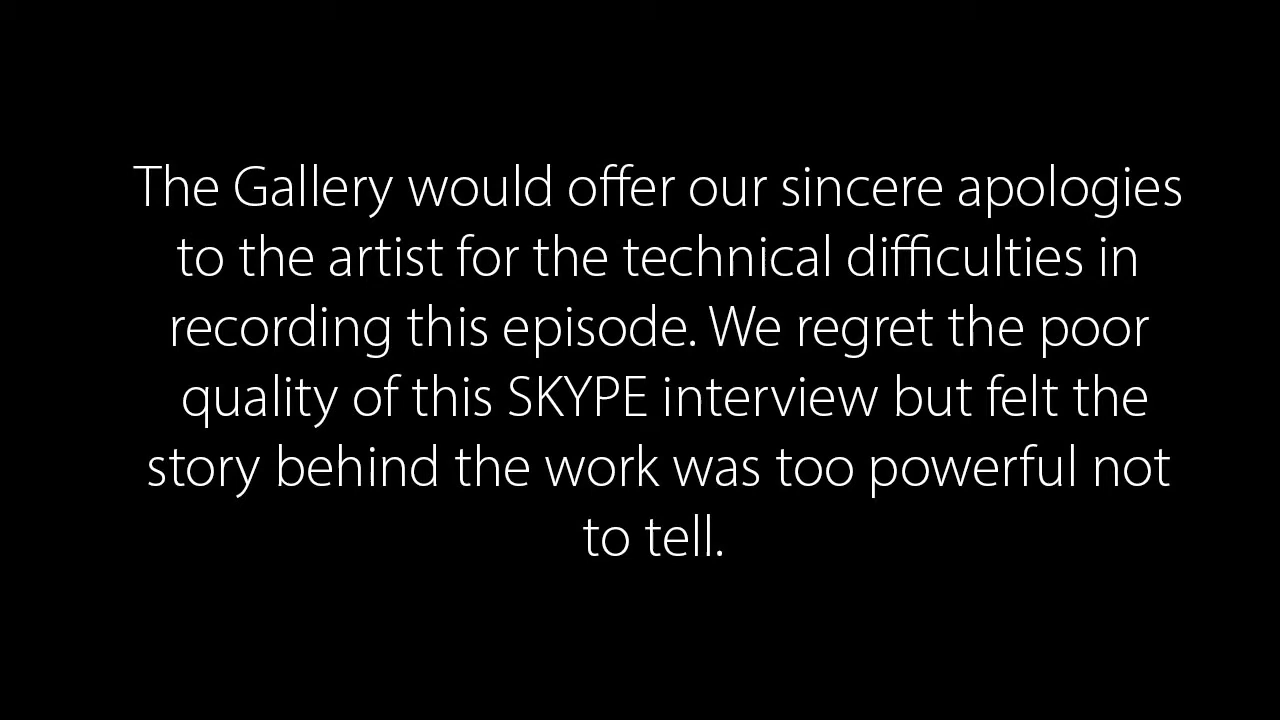 The Gallery would offer our sincere apologies
to the artist for the technical difficulties in
recording this episode. We regret the poor
quality of this SKYPE interview but felt the
story behind the work was too powerful not
to tell.